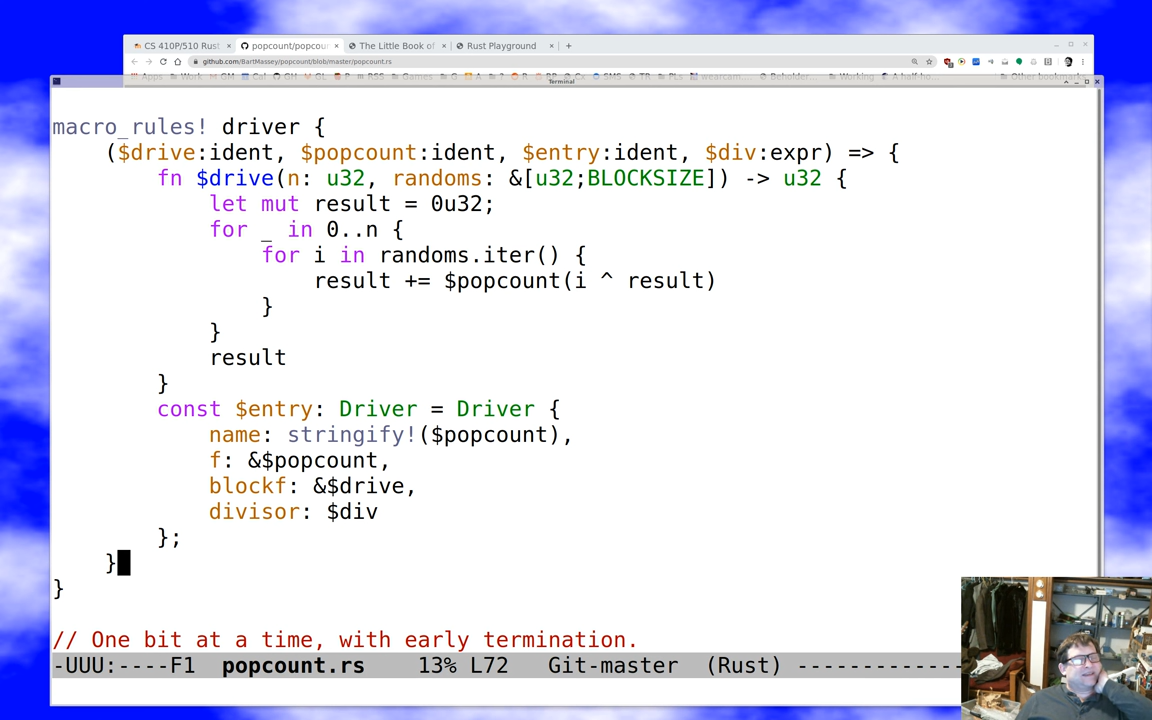 CS 410P/510 Rust
popcount/popcou
The Little Book of
Rust Playground
github.com/BartMassey/popcount/blob/master/popcount.rs
Terminal
macro_rules! driver {
($drive:ident, $popcount:ident, $entry:ident, $div:expr) => {
fn $drive(n: u32, randoms: &[u32;BLOCKSIZE]) -> u32 {
let mut result = 0u32;
for _ in 0..n {
for i in randoms.iter() {
result += $popcount(i ^ result)
}
}
result
}
const $entry: Driver = Driver {
name: stringify!($popcount),
f: &$popcount,
blockf: &$drive,
divisor: $div
};
}
}
// One bit at a time, with early termination.
-UUU:----F1 popcount.rs 13% L72 Git-master (Rust) -------------